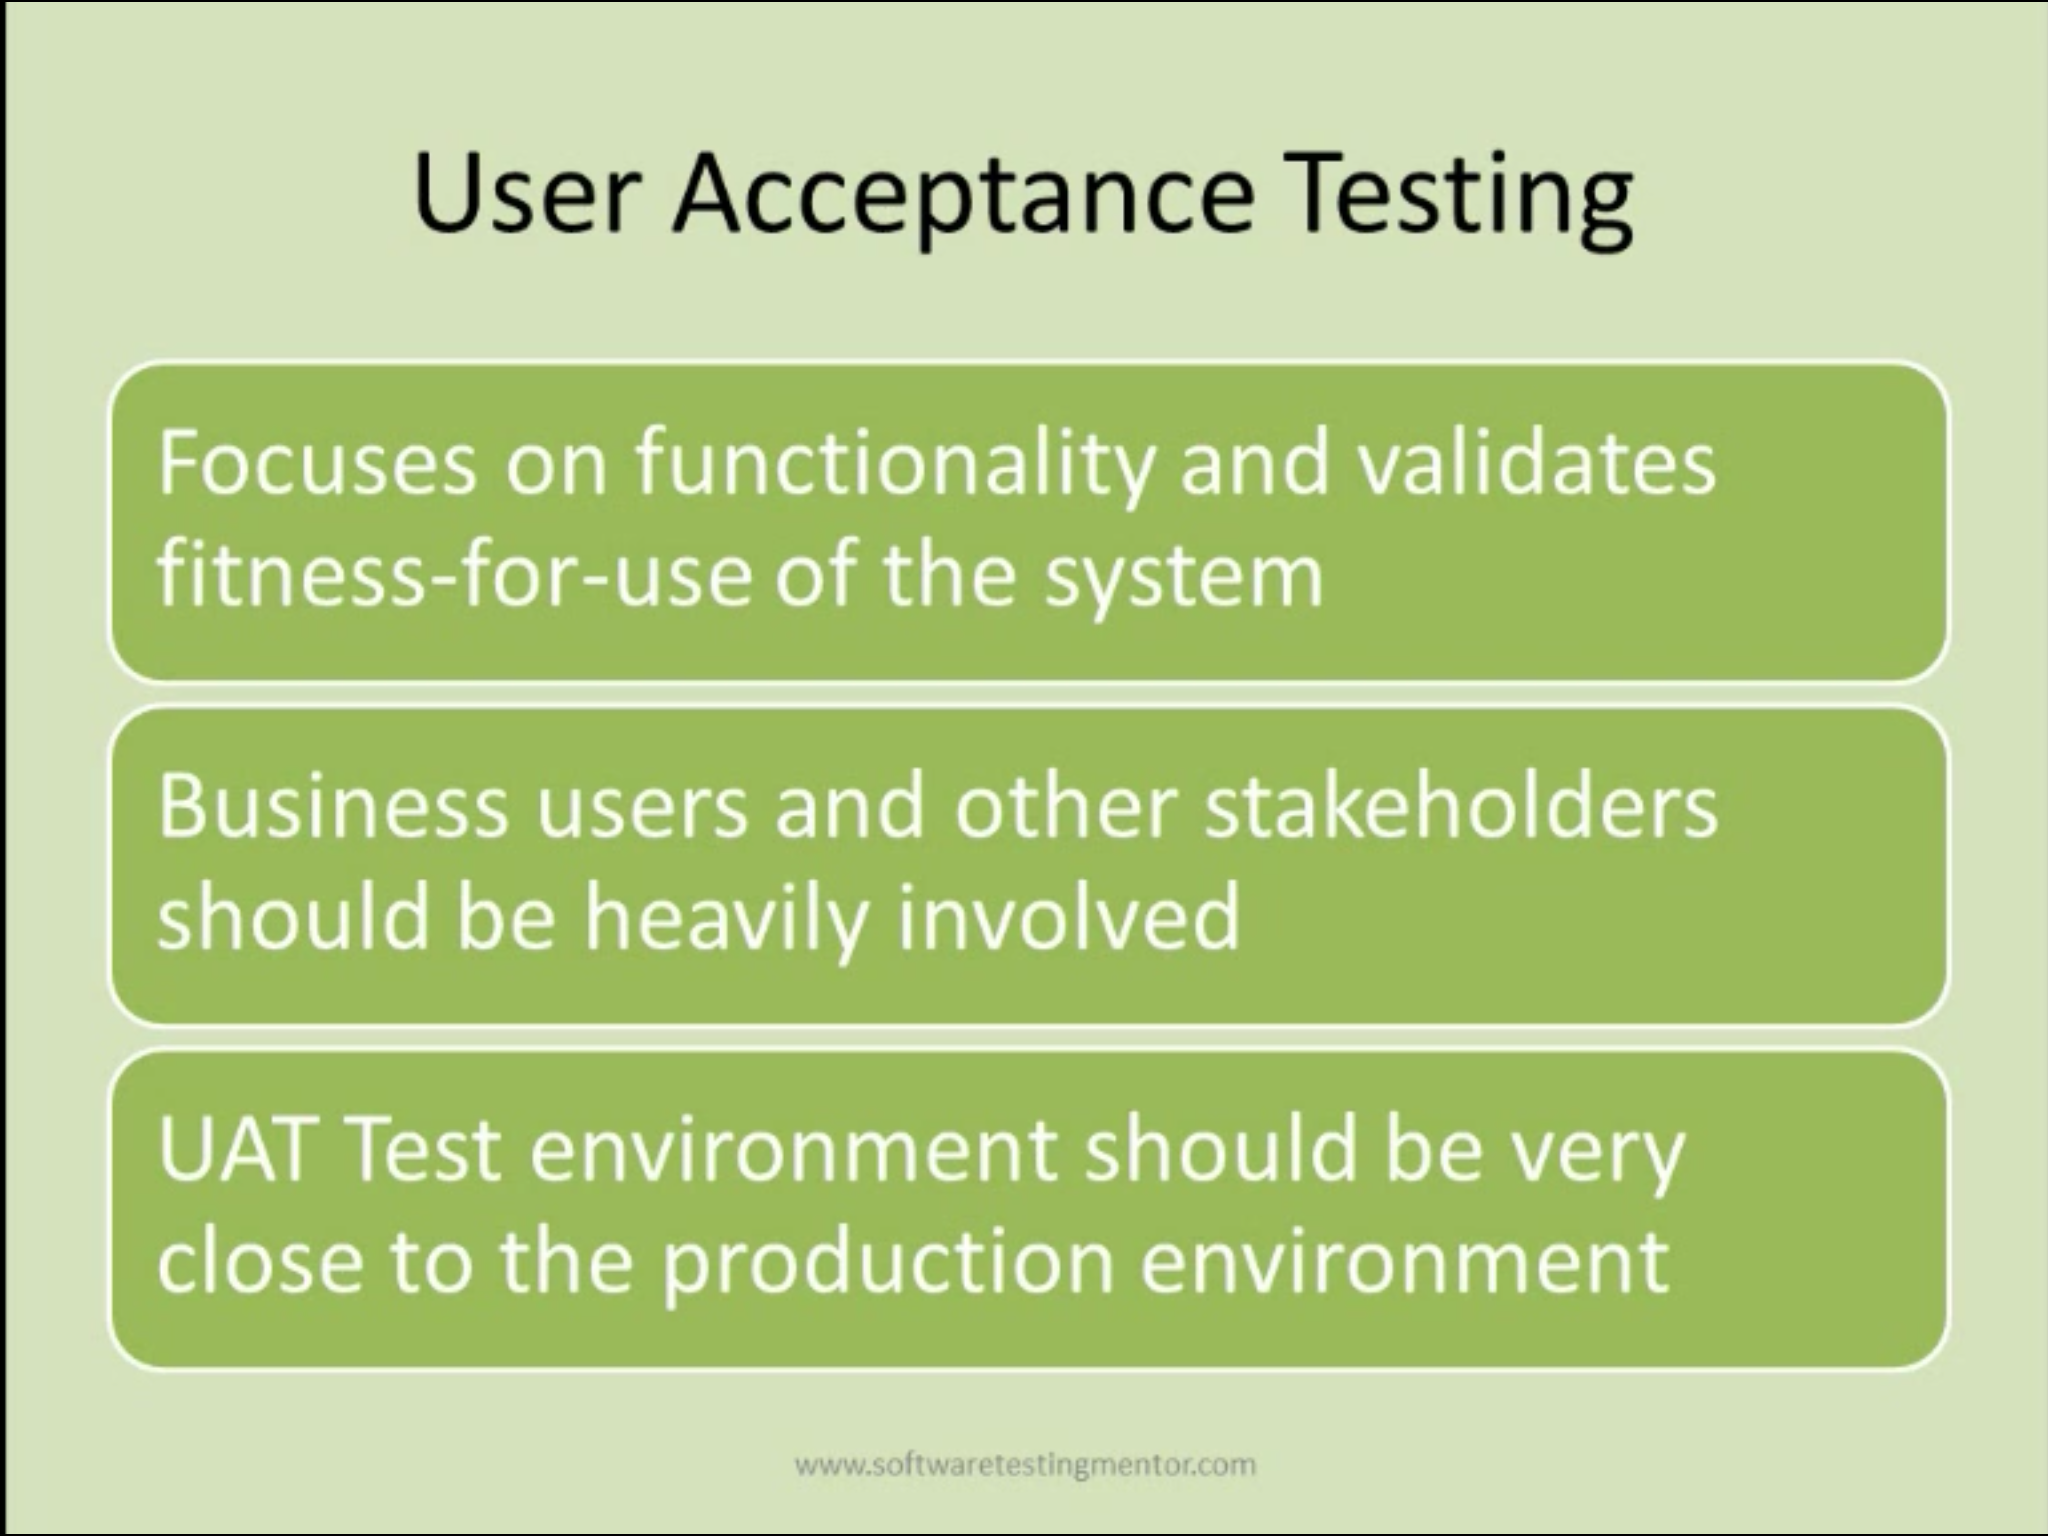 User Acceptance Testing
Focuses on functionality and validates
fitness-for-use of the system
Business users and other stakeholders
should be heavily involved
UAT Test environment should be very
close to the production environment
www.softwaretestingmentor.com